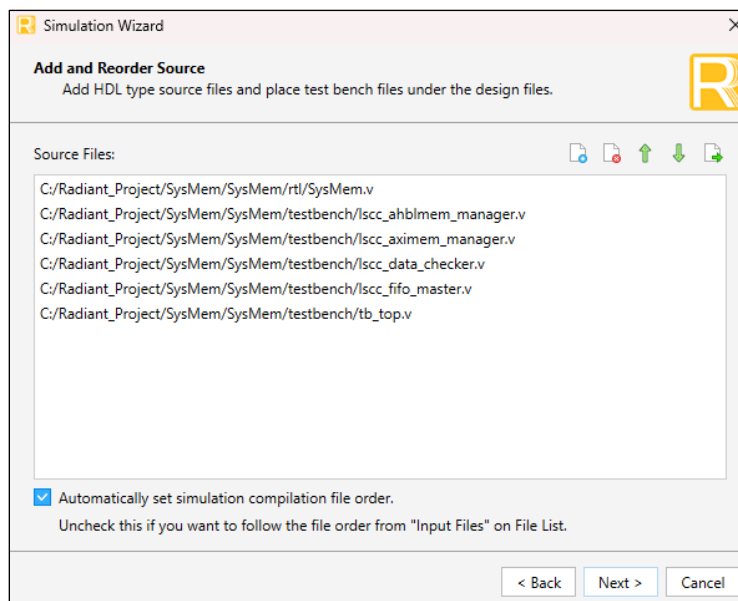 Simulation Wizard
Add and Reorder Source
Add HDL type source files and place test bench files under the design files.
Source Files:
C:/Radiant_Project/SysMem/SysMem/rtl/SysMem.v
C:/Radiant_Project/SysMem/SysMem/testbench/lscc_ahblmem_manager.v
C:/Radiant_Project/SysMem/SysMem/testbench/lscc_aximem_manager.v
C:/Radiant_Project/SysMem/SysMem/testbench/lscc_data_checker.v
C:/Radiant_Project/SysMem/SysMem/testbench/lscc_fifo_master.v
C:/Radiant_Project/SysMem/SysMem/testbench/tb_top.v
Automatically set simulation compilation file order.
Uncheck this if you want to follow the file order from "Input Files" on File List.
< Back Next > Cancel